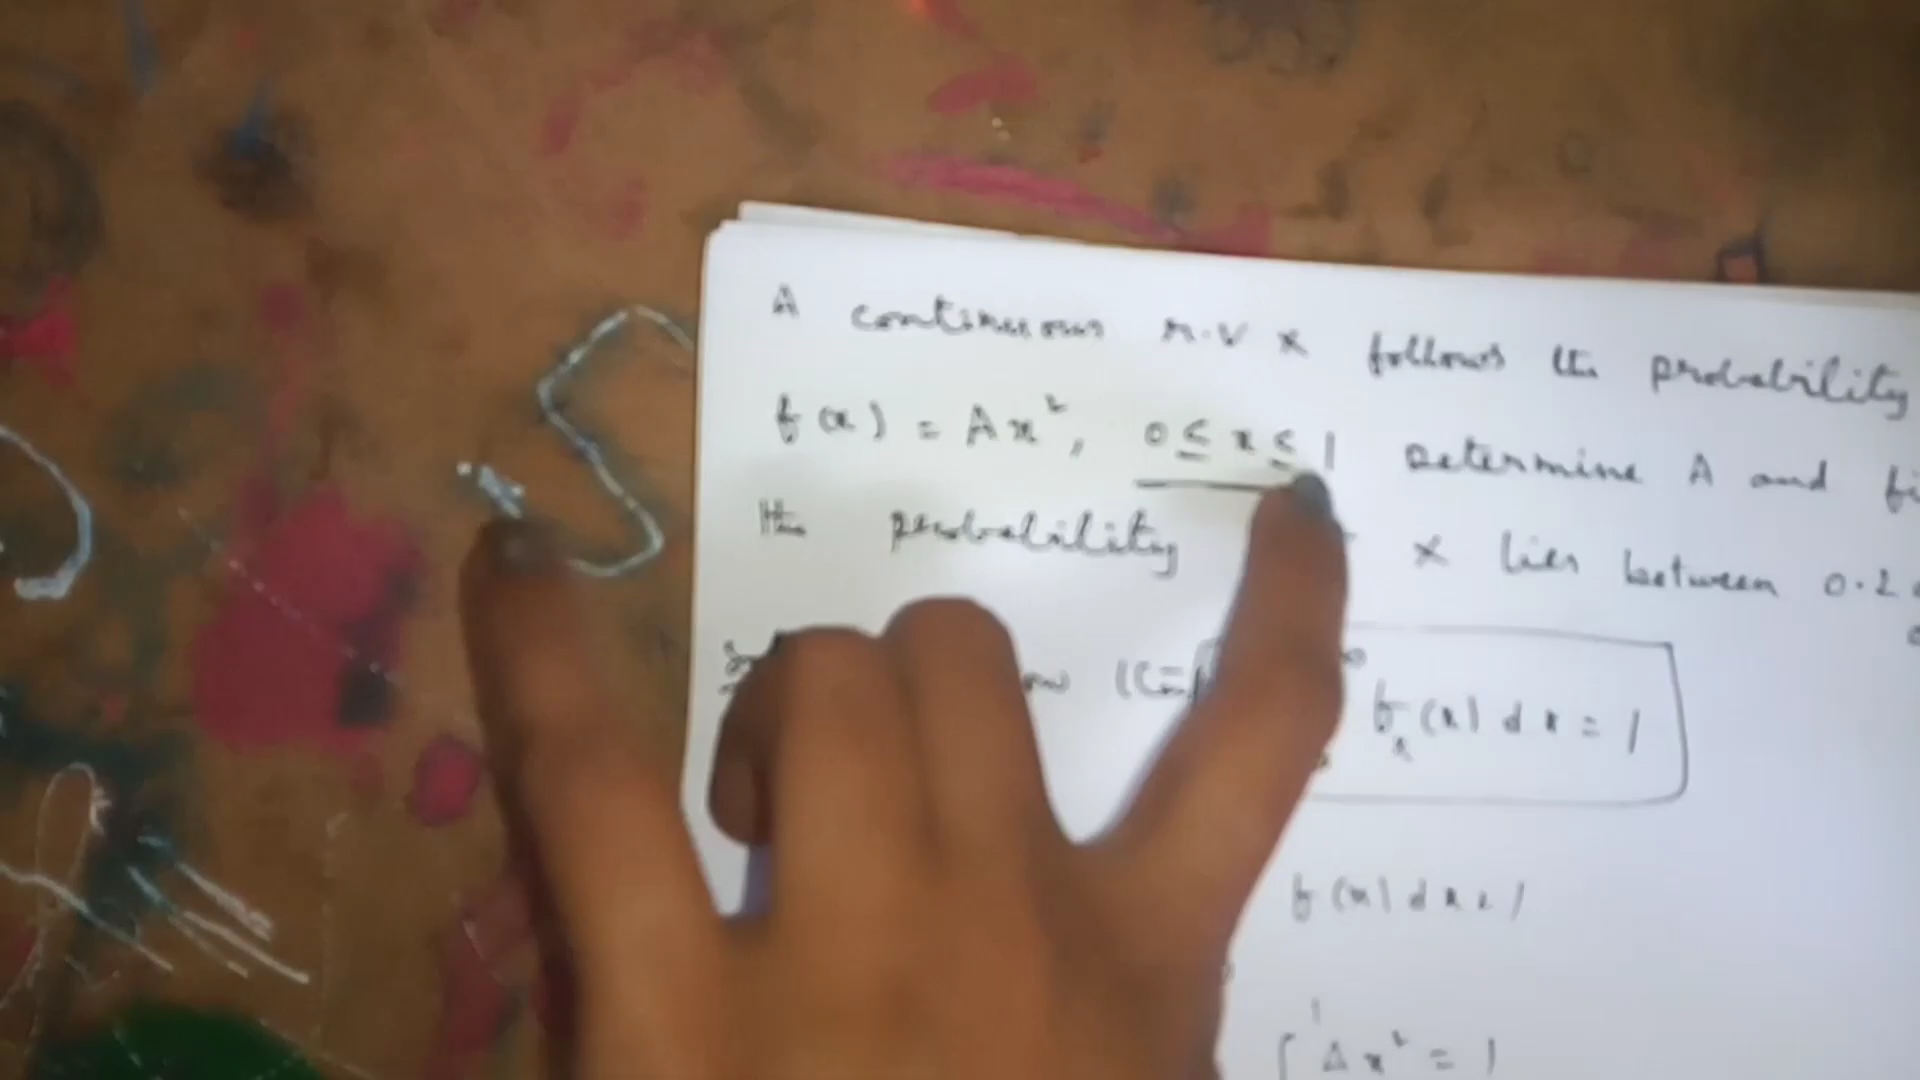 A continuous r.v x follows the probability
f(x) = Ax², 0 ≤ x ≤ 1 Determine A and fi
the probability x lies between 0.2
f_x(x) dx = 1
f(x) dx = 1
∫ Ax² = 1